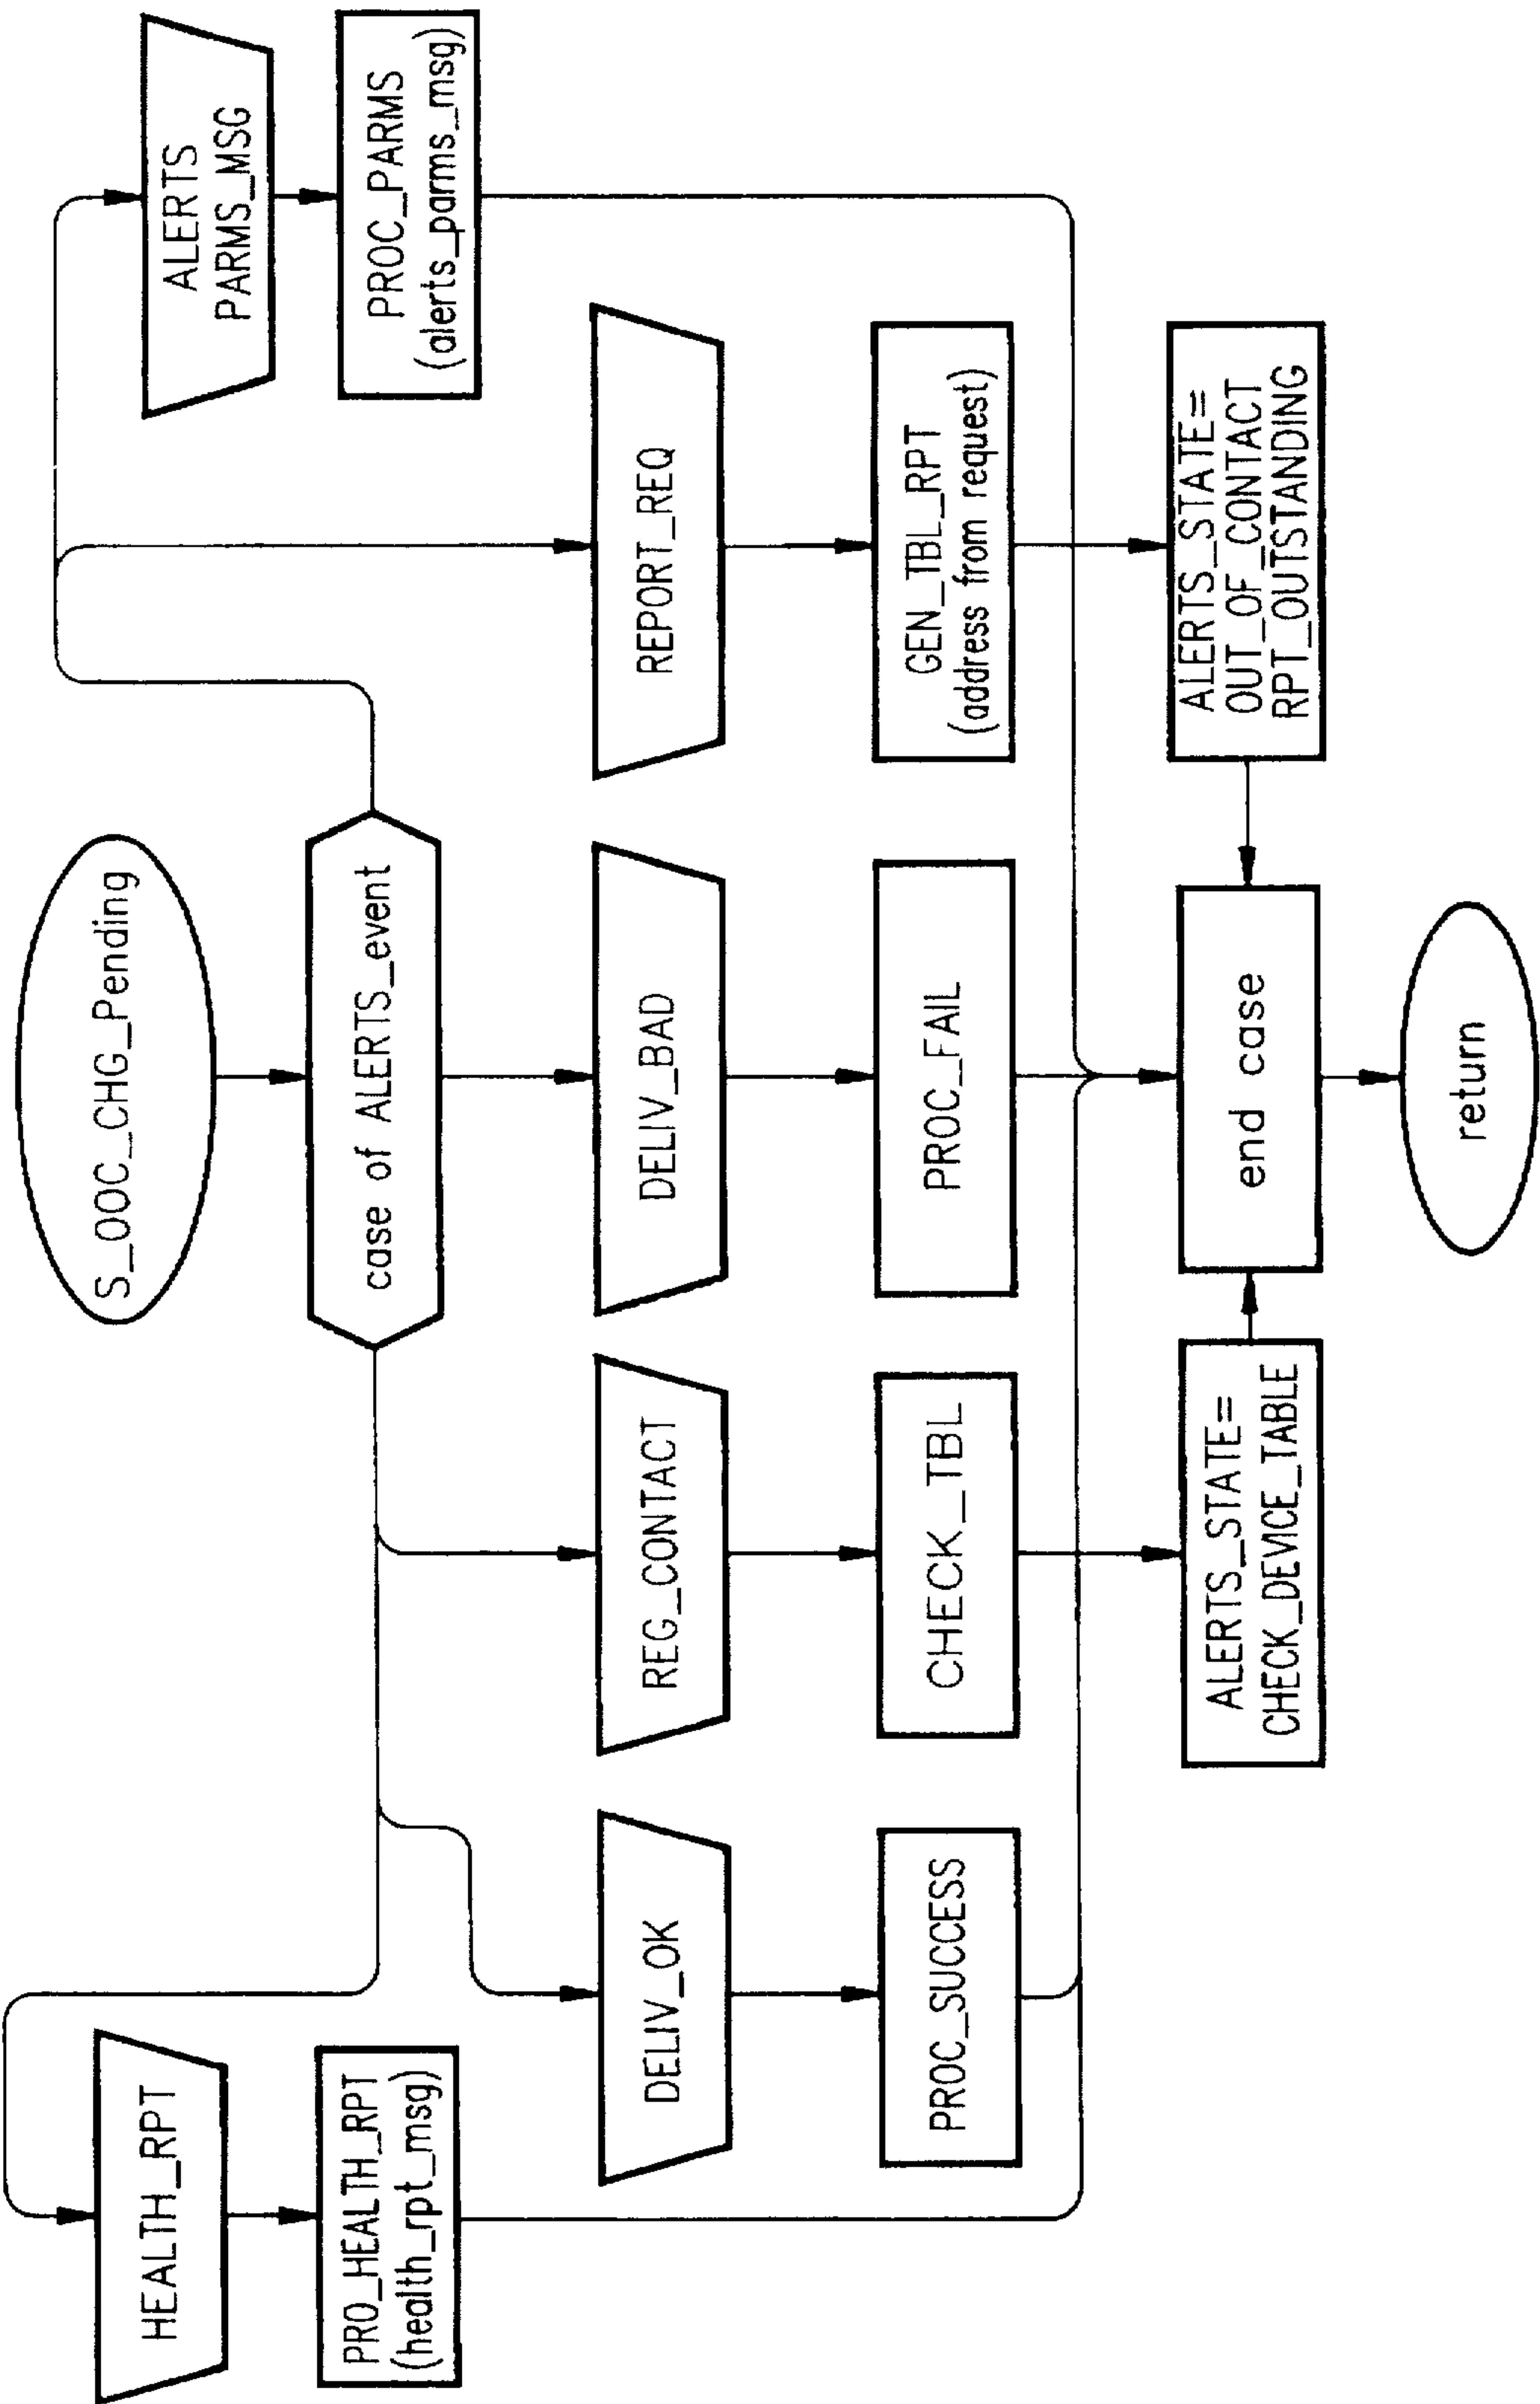 S_OOC_CHG_Pending
case of ALERTS_event
HEALTH_RPT
PRO_HEALTH_RPT
(health_rpt_msg)
ALERTS
PARMS_MSG
PROC_PARMS
(alerts_parms_msg)
DELIV_OK
REG_CONTACT
DELIV_BAD
REPORT_REQ
PROC_SUCCESS
CHECK_TBL
PROC_FAIL
GEN_TBL_RPT
(address from request)
ALERTS_STATE=
CHECK_DEVICE_TABLE
end case
ALERTS_STATE=
OUT_OF_CONTACT
RPT_OUTSTANDING
return